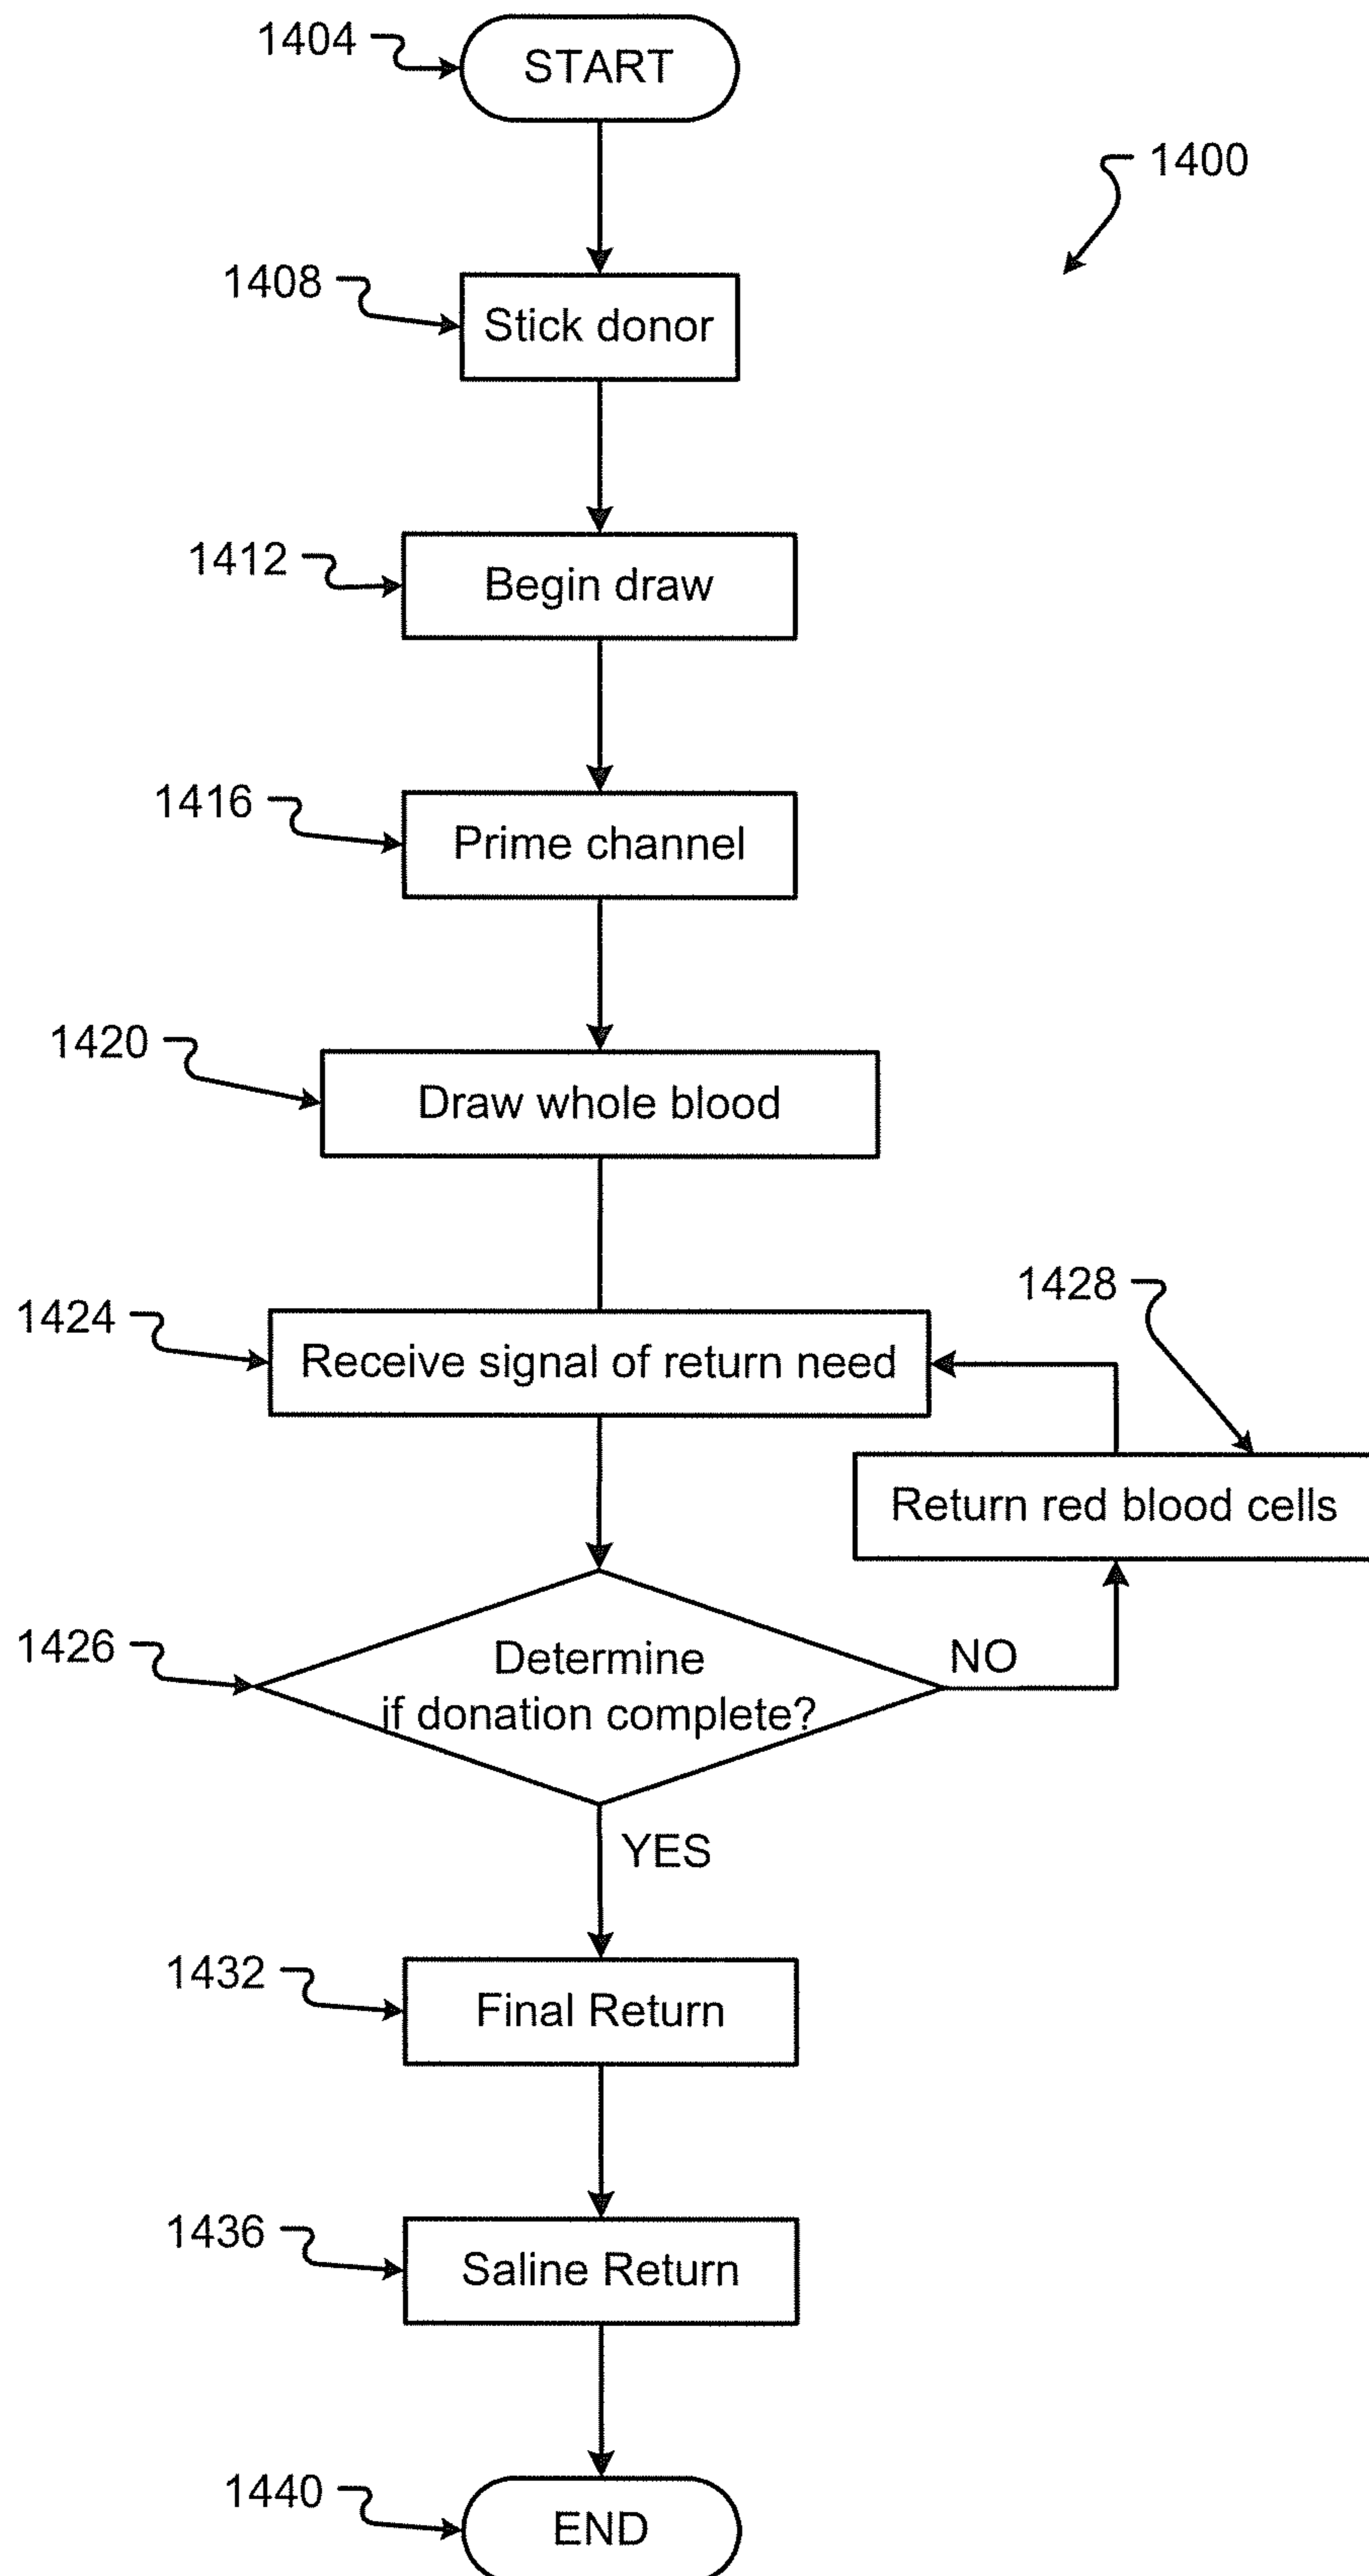 1404
START
1400
1408
Stick donor
1412
Begin draw
1416
Prime channel
1420
Draw whole blood
1424
Receive signal of return need
1428
Return red blood cells
1426
Determine
if donation complete?
NO
YES
1432
Final Return
1436
Saline Return
1440
END